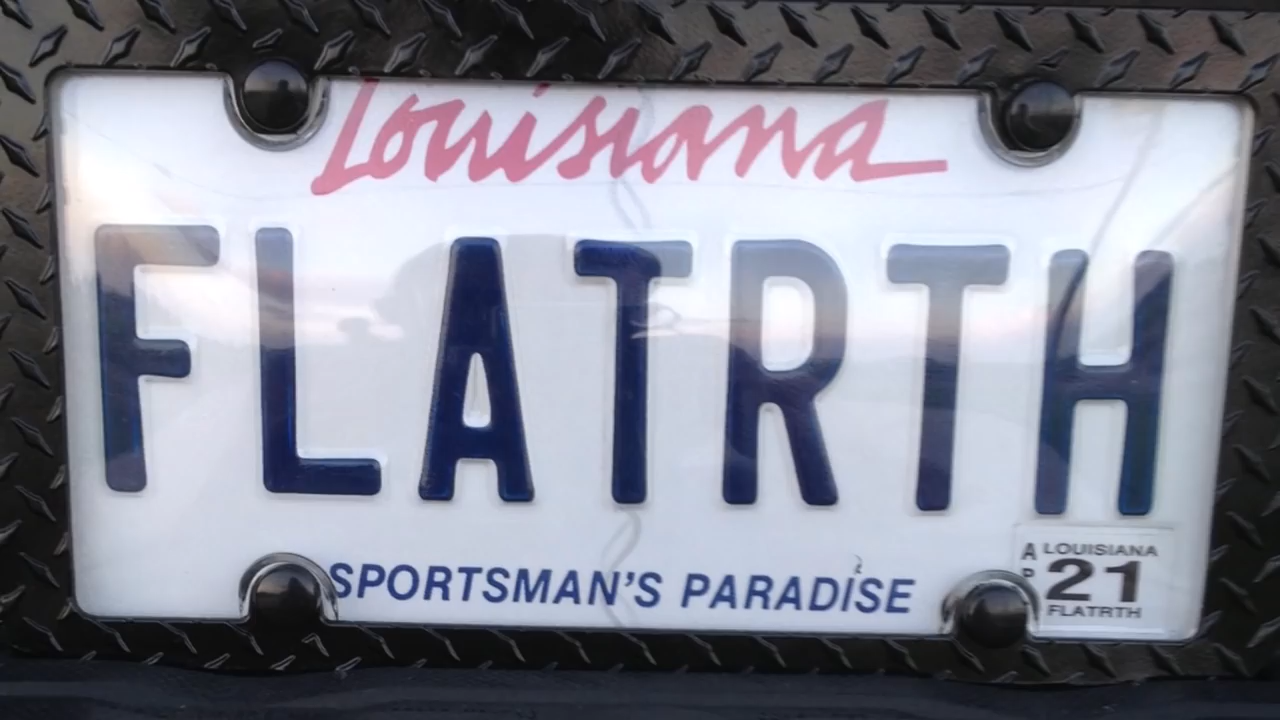 Louisiana
FLATRTH
SPORTSMAN'S PARADISE
LOUISIANA
21
FLATRTH